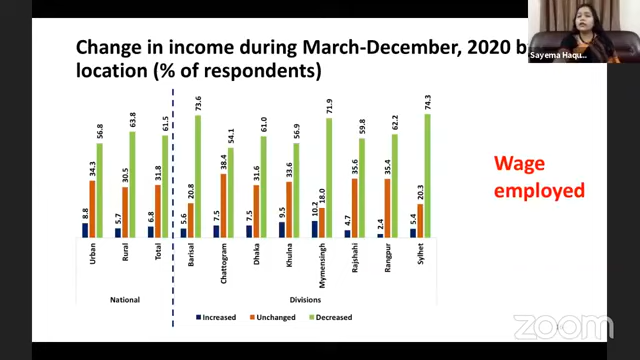 Change in income during March-December, 2020 b
location (% of respondents)
Sayema Haqu...
8.8 34.3 56.8 5.7 30.5 63.8 6.8 31.8 61.5 5.6 20.8 73.6 7.5 38.4 54.1 7.5 31.6 61.0 9.5 33.6 56.9 10.2 18.0 71.9 4.7 35.6 59.8 2.4 35.4 62.2 5.4 20.3 74.3
Wage
employed
Urban Rural Total Barisal Chattogram Dhaka Khulna Mymensingh Rajshahi Rangpur Sylhet
National Divisions
Increased Unchanged Decreased
zoom